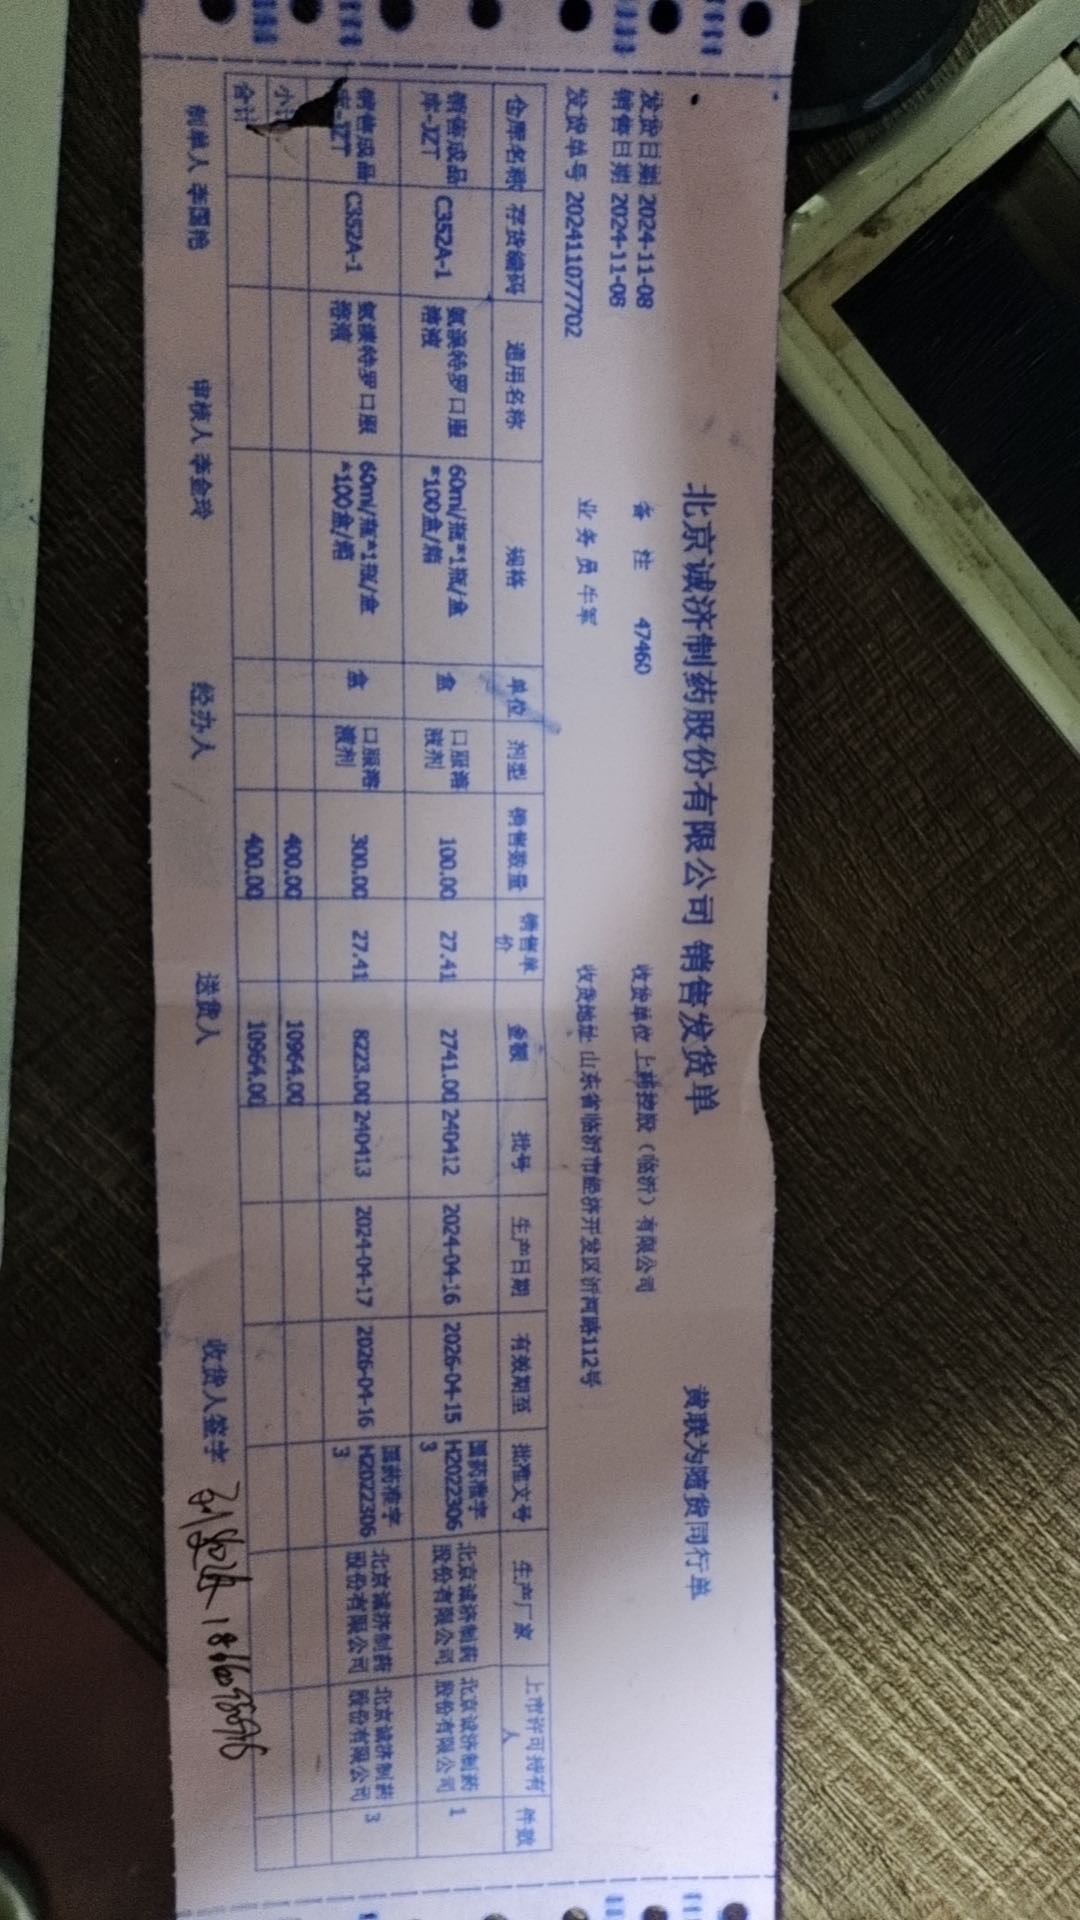 北京诚济制药股份有限公司 销售发货单
黄联为随货同行单
发货日期 2024-11-08 备 注 47460 收货单位 上药控股（临沂）有限公司
销售日期 2024-11-08
发货单号 202411077702 业 务 员 牛军 收货地址 山东省临沂市经济开发区沂河路112号
仓库名称 存货编码 通用名称 规格 单位 剂型 销售数量 销售单价 金额 批号 生产日期 有效期至 批准文号 生产厂家 上市许可持有人 件数
销售成品库-JZT C352A-1 氨溴特罗口服溶液 60ml/瓶*1瓶/盒*100盒/箱 盒 口服溶液剂 100.00 27.41 2741.00 240412 2024-04-16 2026-04-15 国药准字H20223063 北京诚济制药股份有限公司 北京诚济制药股份有限公司 1
销售成品库-JZT C352A-1 氨溴特罗口服溶液 60ml/瓶*1瓶/盒*100盒/箱 盒 口服溶液剂 300.00 27.41 8223.00 240413 2024-04-17 2026-04-16 国药准字H20223063 北京诚济制药股份有限公司 北京诚济制药股份有限公司 3
小计 400.00 10964.00
合计 400.00 10964.00
制单人 李国艳 审核人 李金玲 经办人 送货人 收货人签字